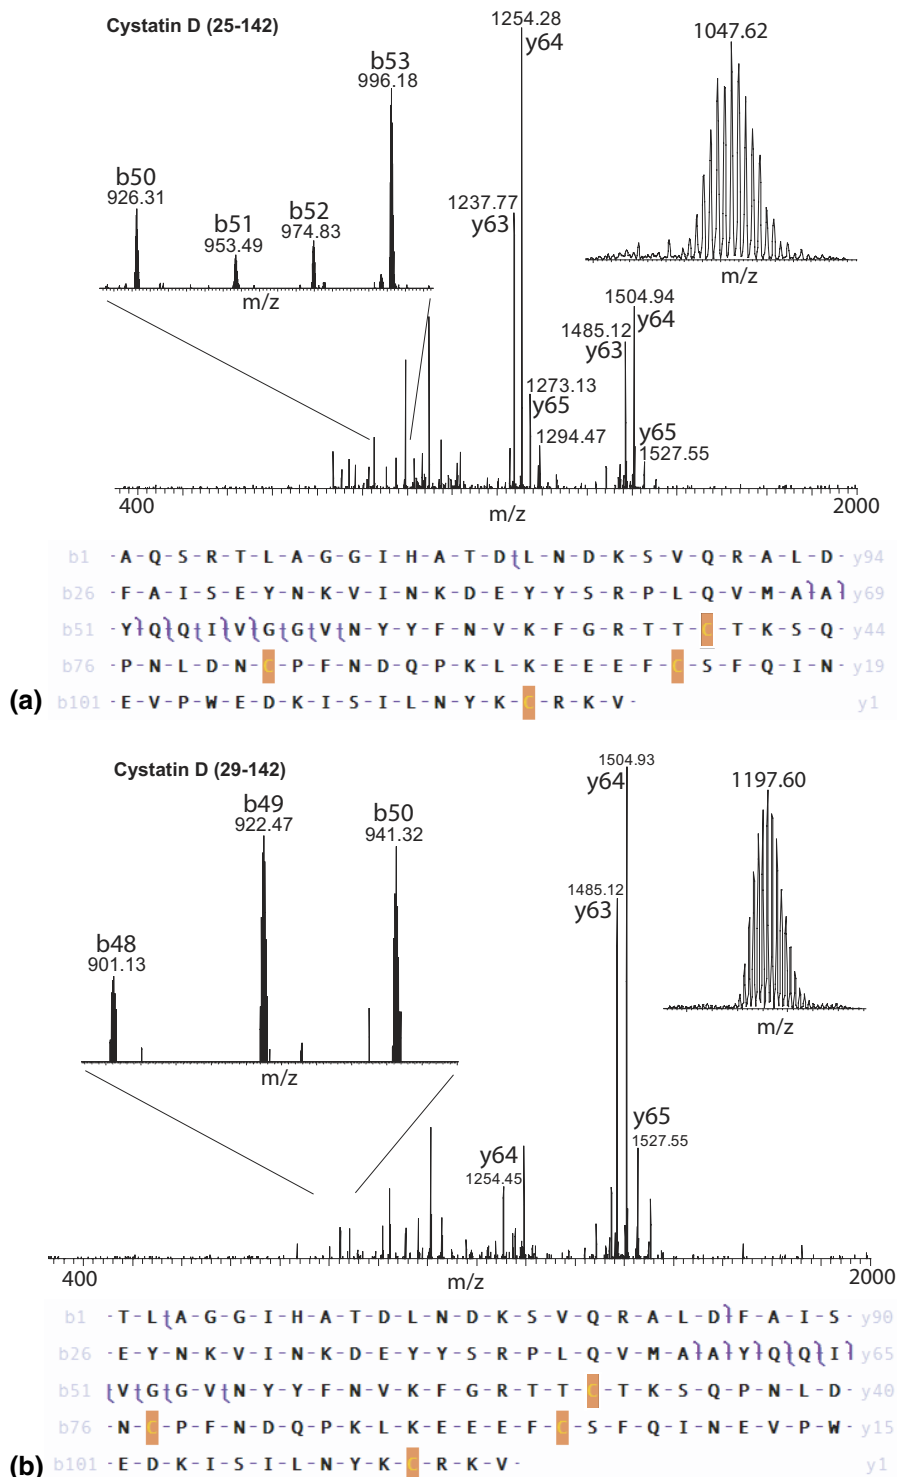 Cystatin D (25-142)
1254.28
y64
1047.62
b53
996.18
b50
926.31
b51
953.49
b52
974.83
1237.77
y63
m/z
m/z
1504.94
y64
1485.12
y63
1273.13
y65
1294.47
y65
1527.55
400
m/z
2000
b1 -A-Q-S-R-T-L-A-G-G-I-H-A-T-D-L-N-D-K-S-V-Q-R-A-L-D- y94
b26 -F-A-I-S-E-Y-N-K-V-I-N-K-D-E-Y-Y-S-R-P-L-Q-V-M-A-A- y69
b51 -Y-Q-Q-I-V-G-G-V-N-Y-Y-F-N-V-K-F-G-R-T-T-C-T-K-S-Q- y44
b76 -P-N-L-D-N-C-P-F-N-D-Q-P-K-L-K-E-E-E-F-C-S-F-Q-I-N- y19
(a) b101 -E-V-P-W-E-D-K-I-S-I-L-N-Y-K-C-R-K-V- y1
Cystatin D (29-142)
1504.93
y64
1197.60
b49
922.47
b50
941.32
1485.12
y63
b48
901.13
m/z
m/z
y65
1527.55
y64
1254.45
400
m/z
2000
b1 -T-L-A-G-G-I-H-A-T-D-L-N-D-K-S-V-Q-R-A-L-D-F-A-I-S- y90
b26 -E-Y-N-K-V-I-N-K-D-E-Y-Y-S-R-P-L-Q-V-M-A-A-Y-Q-Q-I y65
b51 V-G-G-V-N-Y-Y-F-N-V-K-F-G-R-T-T-C-T-K-S-Q-P-N-L-D- y40
b76 -N-C-P-F-N-D-Q-P-K-L-K-E-E-E-F-C-S-F-Q-I-N-E-V-P-W- y15
(b) b101 -E-D-K-I-S-I-L-N-Y-K-C-R-K-V- y1